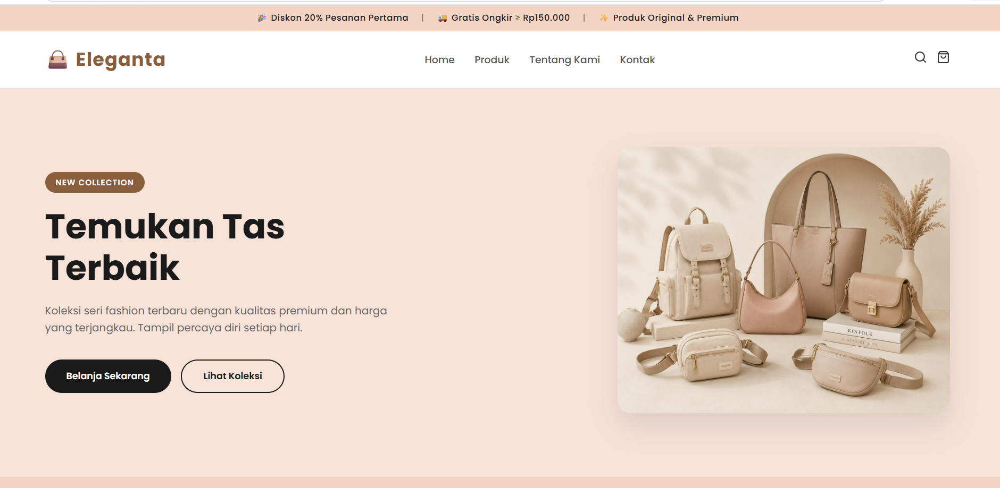 🎉 Diskon 20% Pesanan Pertama | 🚚 Gratis Ongkir ≥ Rp150.000 | ✨ Produk Original & Premium
Eleganta
Home Produk Tentang Kami Kontak
NEW COLLECTION
Temukan Tas
Terbaik
Koleksi seri fashion terbaru dengan kualitas premium dan harga
yang terjangkau. Tampil percaya diri setiap hari.
Belanja Sekarang Lihat Koleksi
KINFOLK
DEMURE LIFE